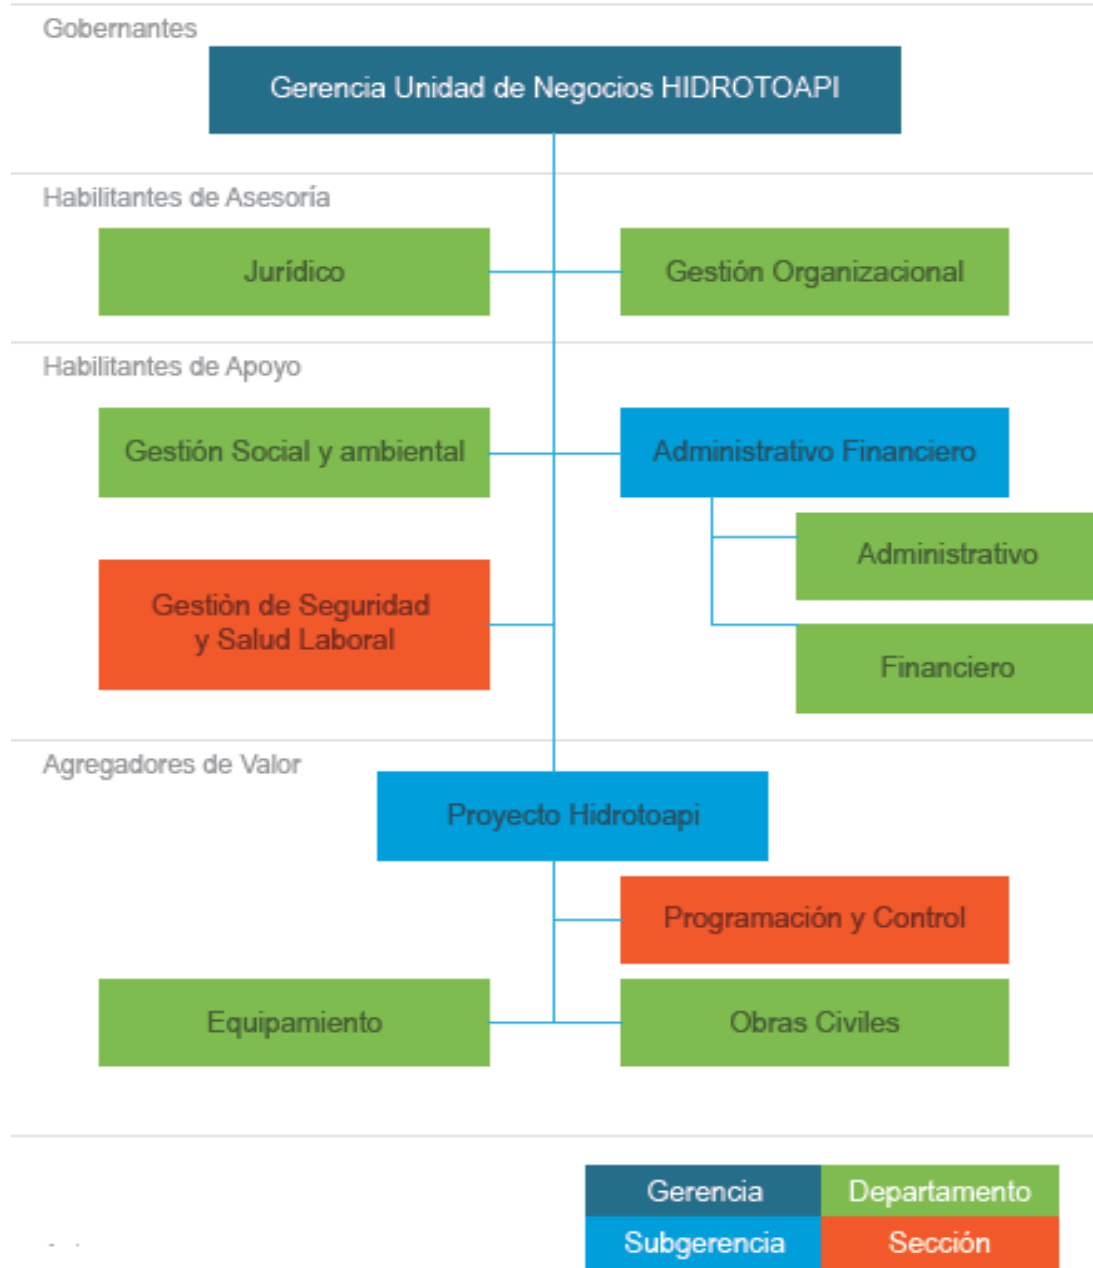 Gobernantes
Gerencia Unidad de Negocios HIDROTOAPI
Habilitantes de Asesoría
Jurídico
Gestión Organizacional
Habilitantes de Apoyo
Gestión Social y ambiental
Administrativo Financiero
Administrativo
Gestiòn de Seguridad
y Salud Laboral
Financiero
Agregadores de Valor
Proyecto Hidrotoapi
Programación y Control
Equipamiento
Obras Civiles
Gerencia
Departamento
Subgerencia
Sección